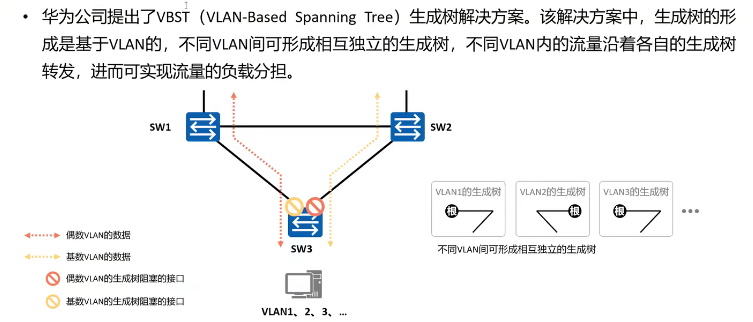 • 华为公司提出了VBST（VLAN-Based Spanning Tree）生成树解决方案。该解决方案中，生成树的形
成是基于VLAN的，不同VLAN间可形成相互独立的生成树，不同VLAN内的流量沿着各自的生成树
转发，进而可实现流量的负载分担。
SW1
SW2
VLAN1的生成树
VLAN2的生成树
VLAN3的生成树
根
根
根
不同VLAN间可形成相互独立的生成树
偶数VLAN的数据
基数VLAN的数据
偶数VLAN的生成树阻塞的接口
基数VLAN的生成树阻塞的接口
SW3
VLAN1、2、3、...